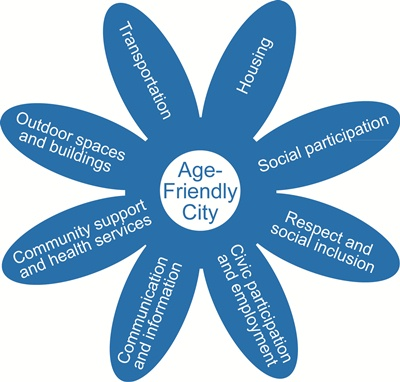 Age-
Friendly
City
Transportation
Housing
Social participation
Respect and
social inclusion
Civic participation
and employment
Communication
and information
Community support
and health services
Outdoor spaces
and buildings